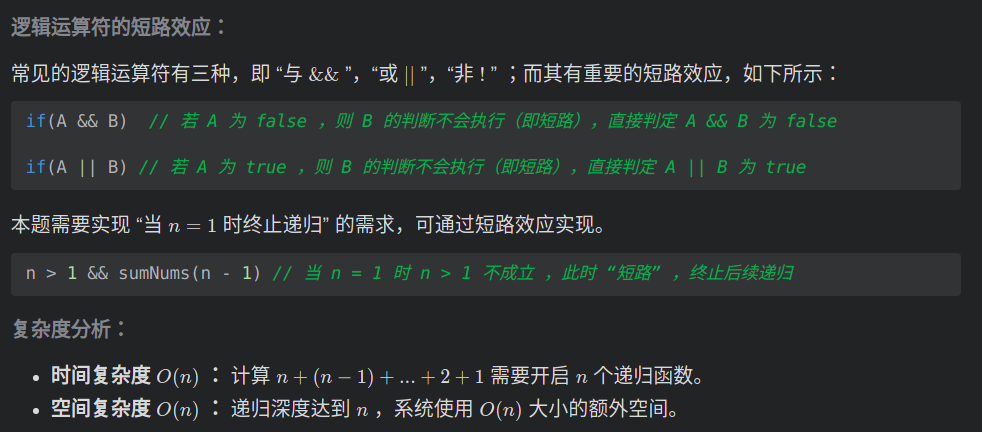 逻辑运算符的短路效应：
常见的逻辑运算符有三种，即 “与 && ”，“或 || ”，“非 ! ” ；而其有重要的短路效应，如下所示：
if(A && B)  // 若 A 为 false ，则 B 的判断不会执行（即短路），直接判定 A && B 为 false
if(A || B) // 若 A 为 true ，则 B 的判断不会执行（即短路），直接判定 A || B 为 true
本题需要实现 “当 n = 1 时终止递归” 的需求，可通过短路效应实现。
n > 1 && sumNums(n - 1) // 当 n = 1 时 n > 1 不成立 ，此时 “短路” ，终止后续递归
复杂度分析：
• 时间复杂度 O(n) ： 计算 n + (n − 1) + ... + 2 + 1 需要开启 n 个递归函数。
• 空间复杂度 O(n) ： 递归深度达到 n ，系统使用 O(n) 大小的额外空间。